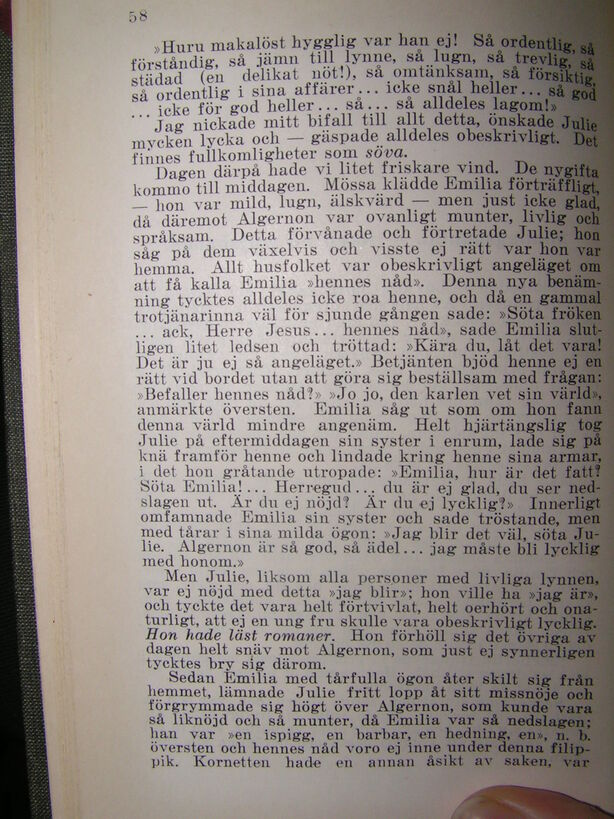 58
»Huru makalöst hygglig var han ej! Så ordentlig, så
förståndig, så jämn till lynne, så lugn, så trevlig, så
städad (en delikat nöt!), så omtänksam, så försiktig,
så ordentlig i sina affärer... icke snål heller... så god
... icke för god heller... så... så alldeles lagom!»
Jag nickade mitt bifall till allt detta, önskade Julie
mycken lycka och — gäspade alldeles obeskrivligt. Det
finnes fullkomligheter som söva.
Dagen därpå hade vi litet friskare vind. De nygifta
kommo till middagen. Mössa klädde Emilia förträffligt,
— hon var mild, lugn, älskvärd — men just icke glad,
då däremot Algernon var ovanligt munter, livlig och
språksam. Detta förvånade och förtretade Julie; hon
såg på dem växelvis och visste ej rätt var hon var
hemma. Allt husfolket var obeskrivligt angeläget om
att få kalla Emilia »hennes nåd». Denna nya benäm-
ning tycktes alldeles icke roa henne, och då en gammal
trotjänarinna väl för sjunde gången sade: »Söta fröken
... ack, Herre Jesus... hennes nåd», sade Emilia slut-
ligen litet ledsen och tröttad: »Kära du, låt det vara!
Det är ju ej så angeläget.» Betjänten bjöd henne ej en
rätt vid bordet utan att göra sig beställsam med frågan:
»Befaller hennes nåd?» »Jo jo, den karlen vet sin värld»,
anmärkte översten. Emilia såg ut som om hon fann
denna värld mindre angenäm. Helt hjärtängslig tog
Julie på eftermiddagen sin syster i enrum, lade sig på
knä framför henne och lindade kring henne sina armar,
i det hon gråtande utropade: »Emilia, hur är det fatt?
Söta Emilia!... Herregud... du är ej glad, du ser ned-
slagen ut. Är du ej nöjd? Är du ej lycklig?» Innerligt
omfamnade Emilia sin syster och sade tröstande, men
med tårar i sina milda ögon: »Jag blir det väl, söta Ju-
lie. Algernon är så god, så ädel... jag måste bli lycklig
med honom.»
Men Julie, liksom alla personer med livliga lynnen,
var ej nöjd med detta »jag blir»; hon ville ha »jag är»,
och tyckte det vara helt förtvivlat, helt oerhört och ona-
turligt, att ej en ung fru skulle vara obeskrivligt lycklig.
Hon hade läst romaner. Hon förhöll sig det övriga av
dagen helt snäv mot Algernon, som just ej synnerligen
tycktes bry sig därom.
Sedan Emilia med tårfulla ögon åter skilt sig från
hemmet, lämnade Julie fritt lopp åt sitt missnöje och
förgrymmade sig högt över Algernon, som kunde vara
så liknöjd och så munter, då Emilia var så nedslagen;
han var »en ispigg, en barbar, en hedning, en», n. b.
översten och hennes nåd voro ej inne under denna filip-
pik. Kornetten hade en annan åsikt av saken, var